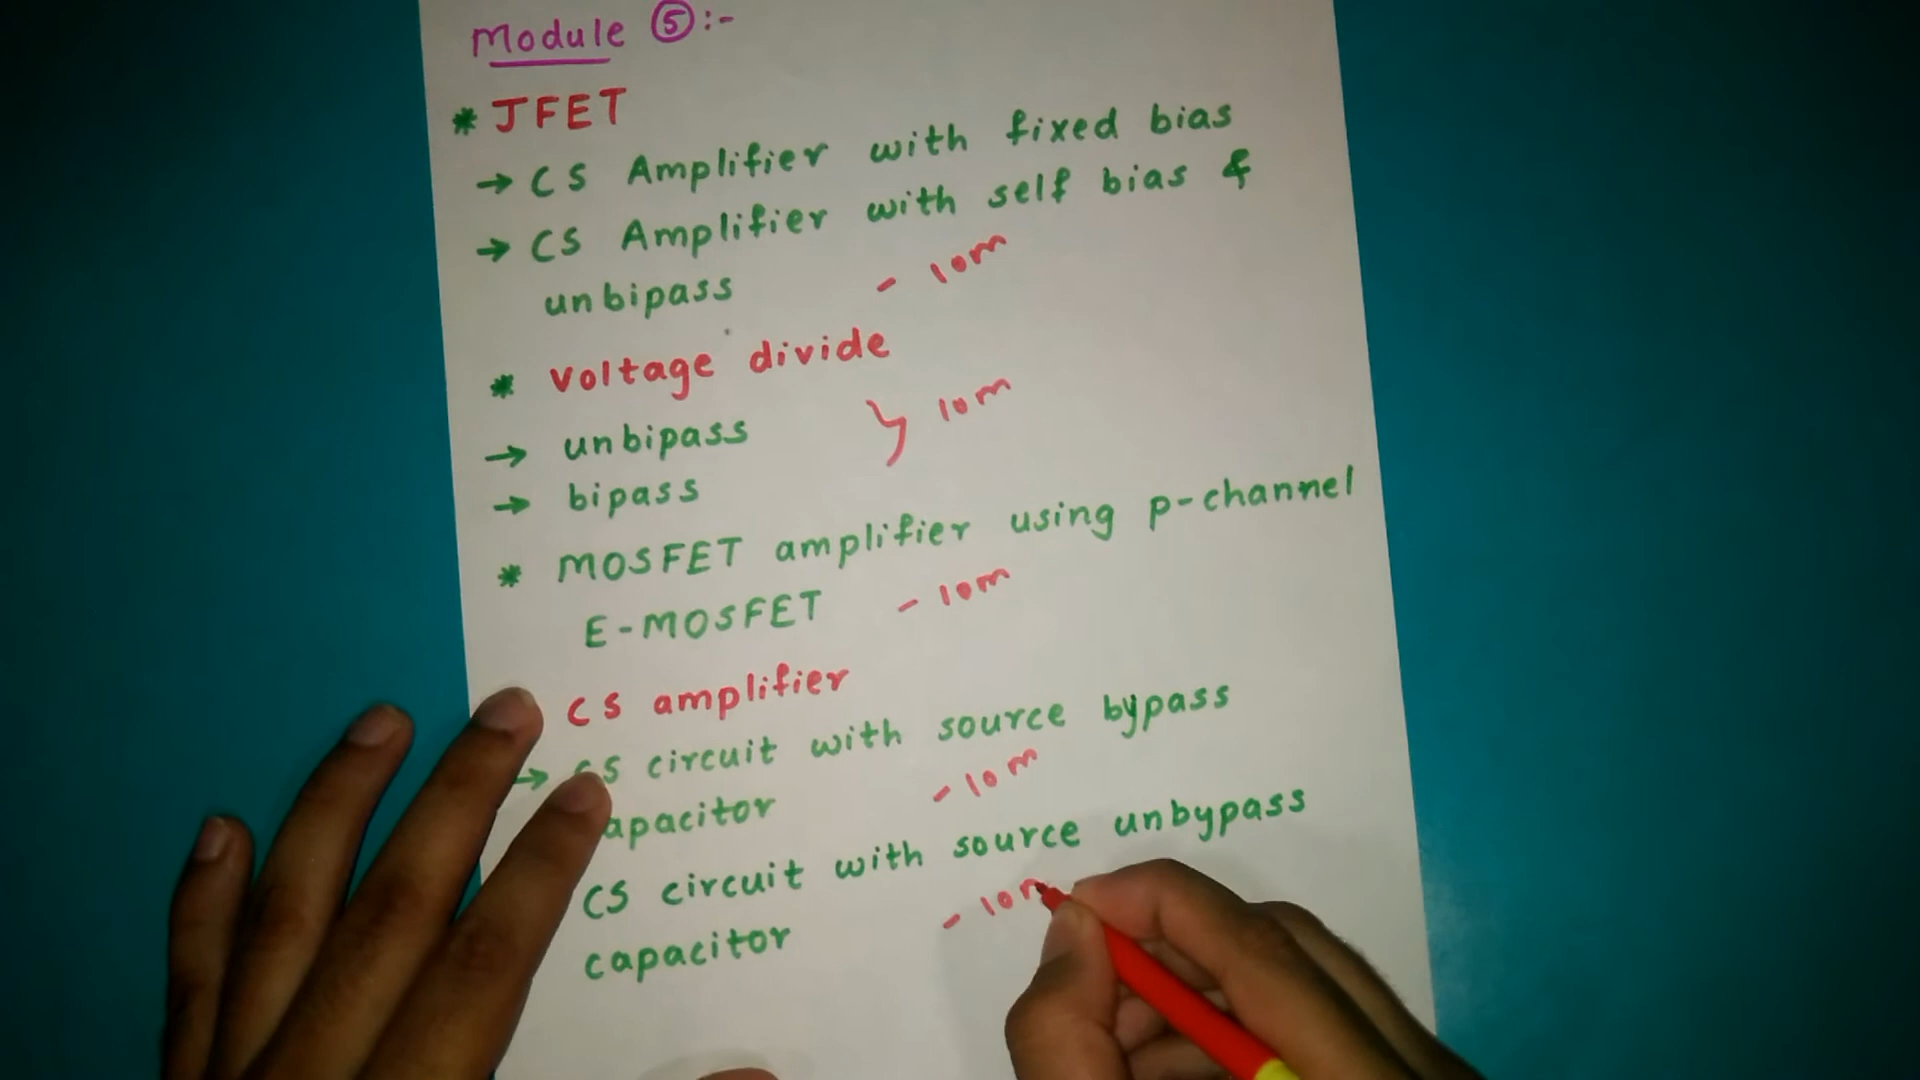 Module ⑤:-
* JFET
→ CS Amplifier with fixed bias
→ CS Amplifier with self bias &
unbipass - 10m
* Voltage divide
→ unbipass } 10m
→ bipass
* MOSFET amplifier using p-channel
E-MOSFET - 10m
CS amplifier
→ CS circuit with source bypass
apacitor - 10m
CS circuit with source unbypass
capacitor - 10m